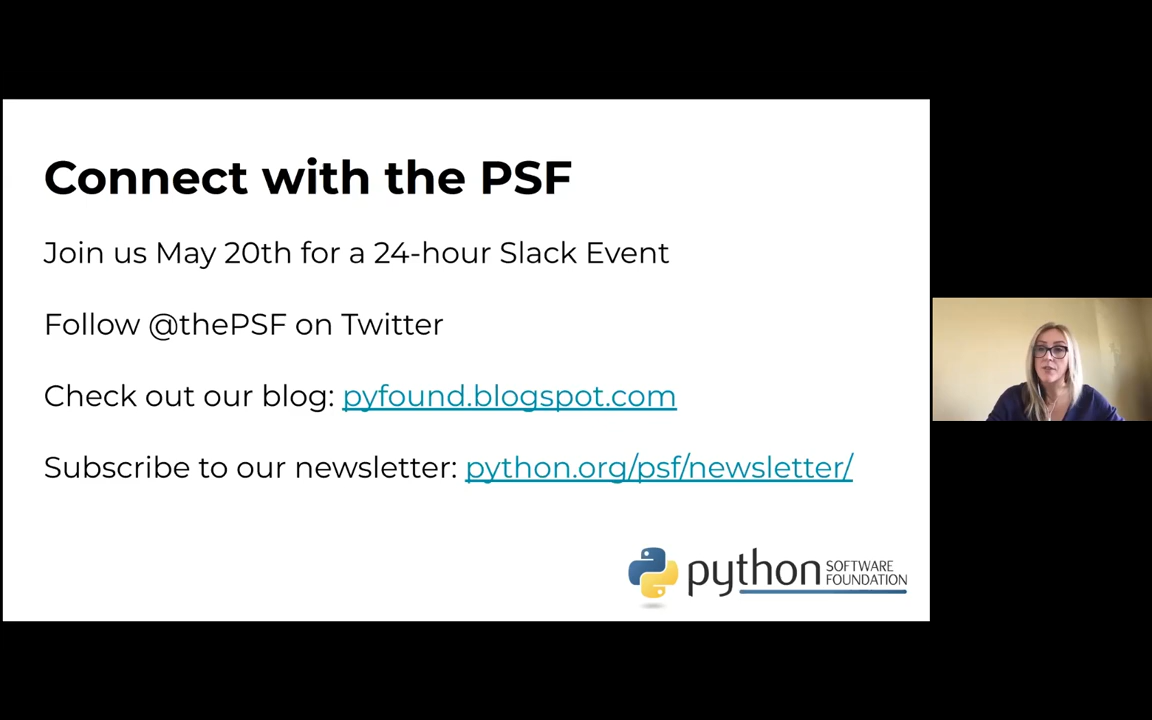 Connect with the PSF
Join us May 20th for a 24-hour Slack Event
Follow @thePSF on Twitter
Check out our blog: pyfound.blogspot.com
Subscribe to our newsletter: python.org/psf/newsletter/
python SOFTWARE
FOUNDATION